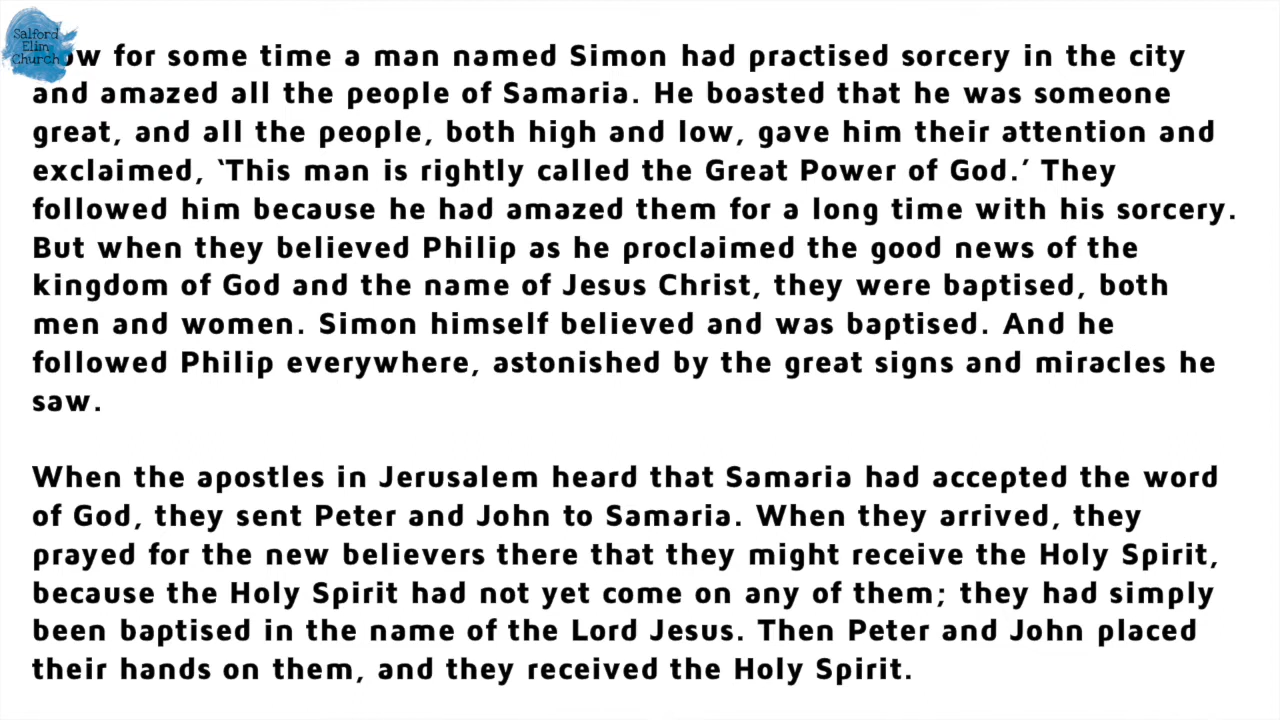 Salford
Elim
Church
ow for some time a man named Simon had practised sorcery in the city
and amazed all the people of Samaria. He boasted that he was someone
great, and all the people, both high and low, gave him their attention and
exclaimed, ‘This man is rightly called the Great Power of God.’ They
followed him because he had amazed them for a long time with his sorcery.
But when they believed Philip as he proclaimed the good news of the
kingdom of God and the name of Jesus Christ, they were baptised, both
men and women. Simon himself believed and was baptised. And he
followed Philip everywhere, astonished by the great signs and miracles he
saw.
When the apostles in Jerusalem heard that Samaria had accepted the word
of God, they sent Peter and John to Samaria. When they arrived, they
prayed for the new believers there that they might receive the Holy Spirit,
because the Holy Spirit had not yet come on any of them; they had simply
been baptised in the name of the Lord Jesus. Then Peter and John placed
their hands on them, and they received the Holy Spirit.